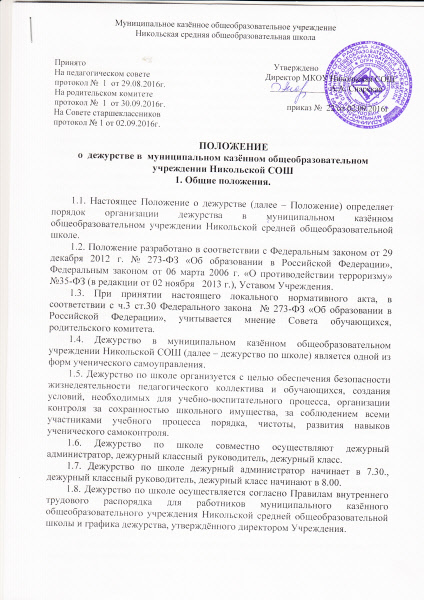 Муниципальное казённое общеобразовательное учреждение
Никольская средняя общеобразовательная школа
Принято
На педагогическом совете
протокол № 1 от 29.08.2016г.
На родительском комитете
протокол № 1 от 30.09.2016г.
На Совете старшеклассников
протокол № 1 от 02.09.2016г.
Утверждено
Директор МКОУ Никольской СОШ
приказ №
2016г
ПОЛОЖЕНИЕ
о дежурстве в муниципальном казённом общеобразовательном
учреждении Никольской СОШ
1. Общие положения.
1.1. Настоящее Положение о дежурстве (далее – Положение) определяет
порядок организации дежурства в муниципальном казённом
общеобразовательном учреждении Никольской средней общеобразовательной
школе.
1.2. Положение разработано в соответствии с Федеральным законом от 29
декабря 2012 г. № 273-ФЗ «Об образовании в Российской Федерации»,
Федеральным законом от 06 марта 2006 г. «О противодействии терроризму»
№35-ФЗ (в редакции от 02 ноября 2013 г.), Уставом Учреждения.
1.3. При принятии настоящего локального нормативного акта, в
соответствии с ч.3 ст.30 Федерального закона № 273-ФЗ «Об образовании в
Российской Федерации», учитывается мнение Совета обучающихся,
родительского комитета.
1.4. Дежурство в муниципальном казённом общеобразовательном
учреждении Никольской СОШ (далее – дежурство по школе) является одной из
форм ученического самоуправления.
1.5. Дежурство по школе организуется с целью обеспечения безопасности
жизнедеятельности педагогического коллектива и обучающихся, создания
условий, необходимых для учебно-воспитательного процесса, организации
контроля за сохранностью школьного имущества, за соблюдением всеми
участниками учебного процесса порядка, чистоты, развития навыков
ученического самоконтроля.
1.6. Дежурство по школе совместно осуществляют дежурный
администратор, дежурный классный руководитель, дежурный класс.
1.7. Дежурство по школе дежурный администратор начинает в 7.30.,
дежурный классный руководитель, дежурный класс начинают в 8.00.
1.8. Дежурство по школе осуществляется согласно Правилам внутреннего
трудового распорядка для работников муниципального казённого
общеобразовательного учреждения Никольской средней общеобразовательной
школы и графика дежурства, утверждённого директором Учреждения.